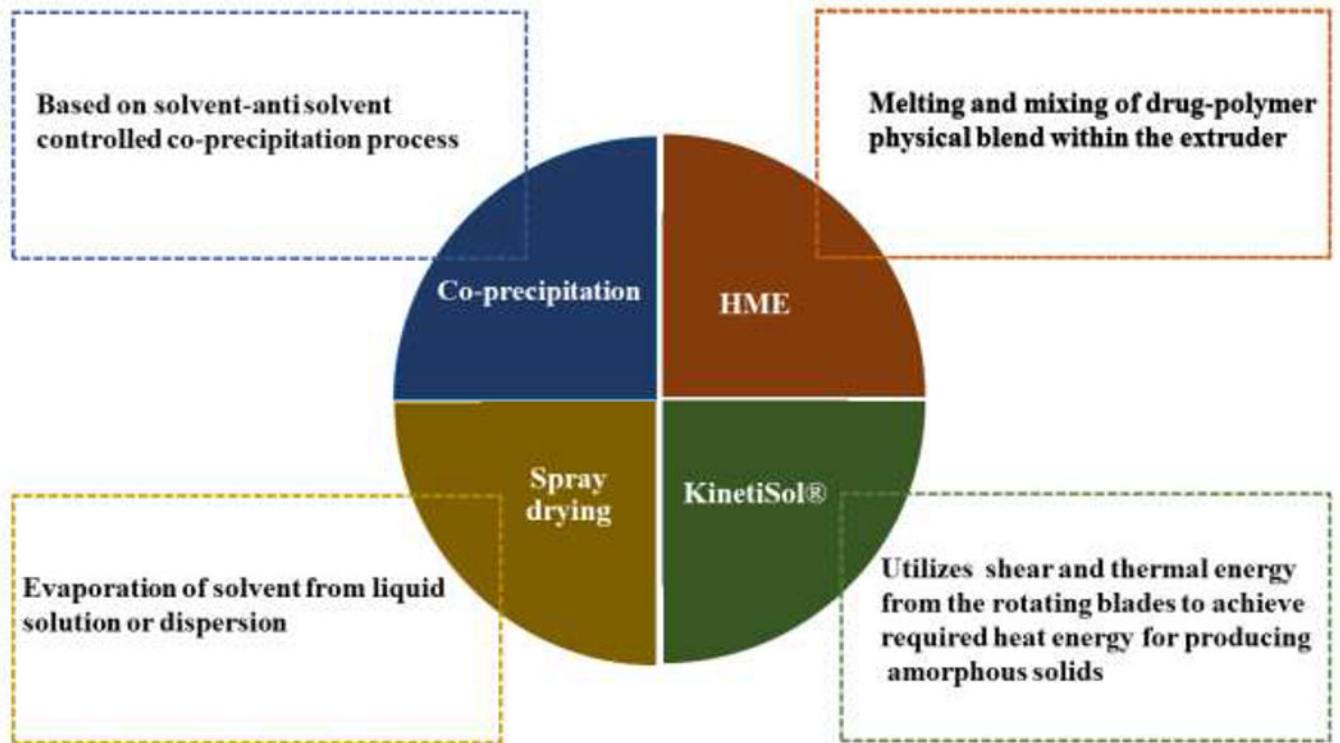 Based on solvent-anti solvent
controlled co-precipitation process
Melting and mixing of drug-polymer
physical blend within the extruder
Co-precipitation
HME
Spray
drying
KinetiSol®
Evaporation of solvent from liquid
solution or dispersion
Utilizes shear and thermal energy
from the rotating blades to achieve
required heat energy for producing
amorphous solids